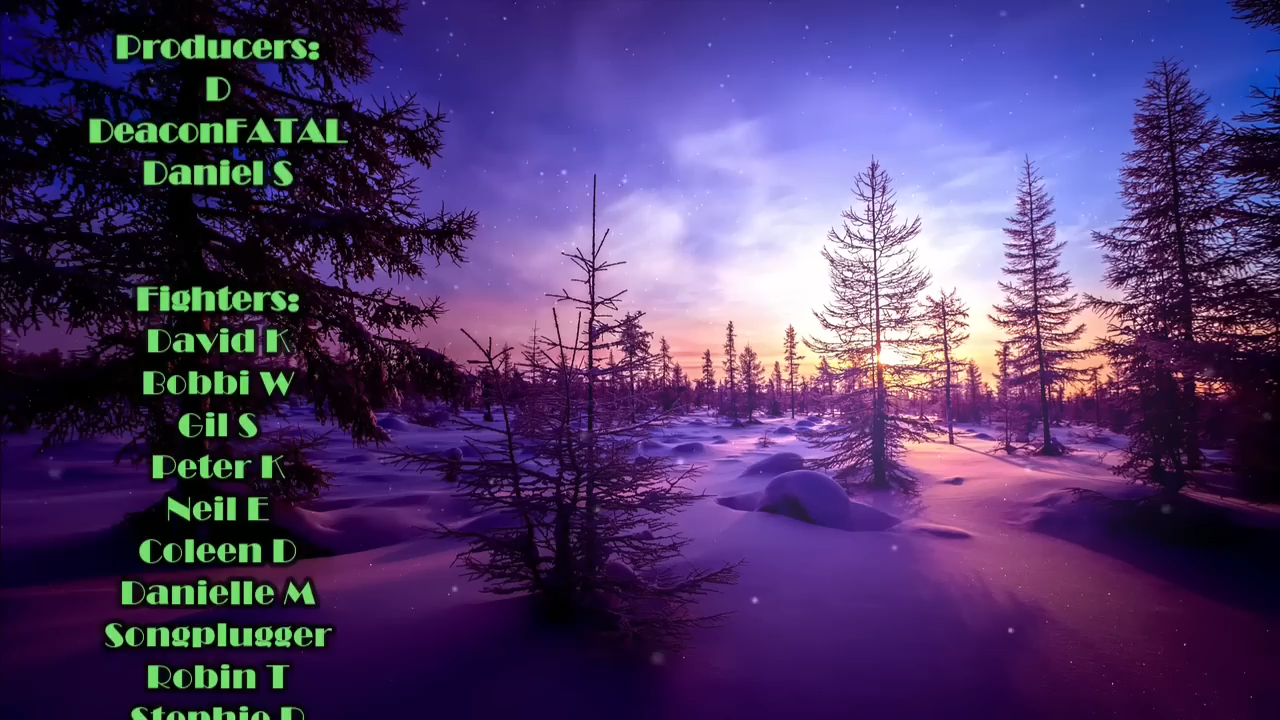 Producers:
D
DeaconFATAL
Daniel S
Fighters:
David K
Bobbi W
Gil S
Peter K
Neil E
Coleen D
Danielle M
Songplugger
Robin T